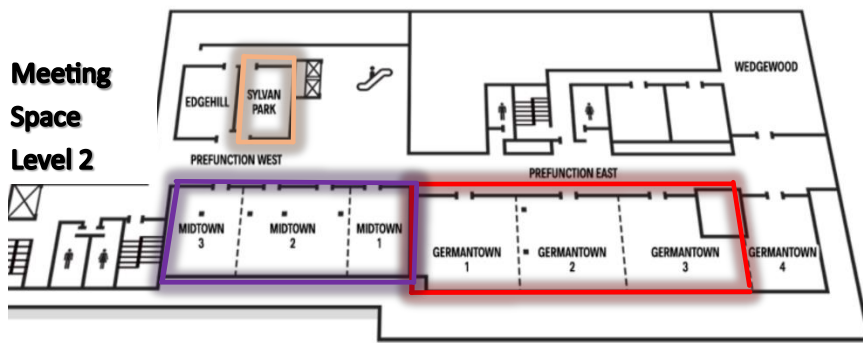 Meeting
Space
Level 2
WEDGEWOOD
EDGEHILL
SYLVAN
PARK
PREFUNCTION WEST
PREFUNCTION EAST
MIDTOWN
3
MIDTOWN
2
MIDTOWN
1
GERMANTOWN
1
GERMANTOWN
2
GERMANTOWN
3
GERMANTOWN
4